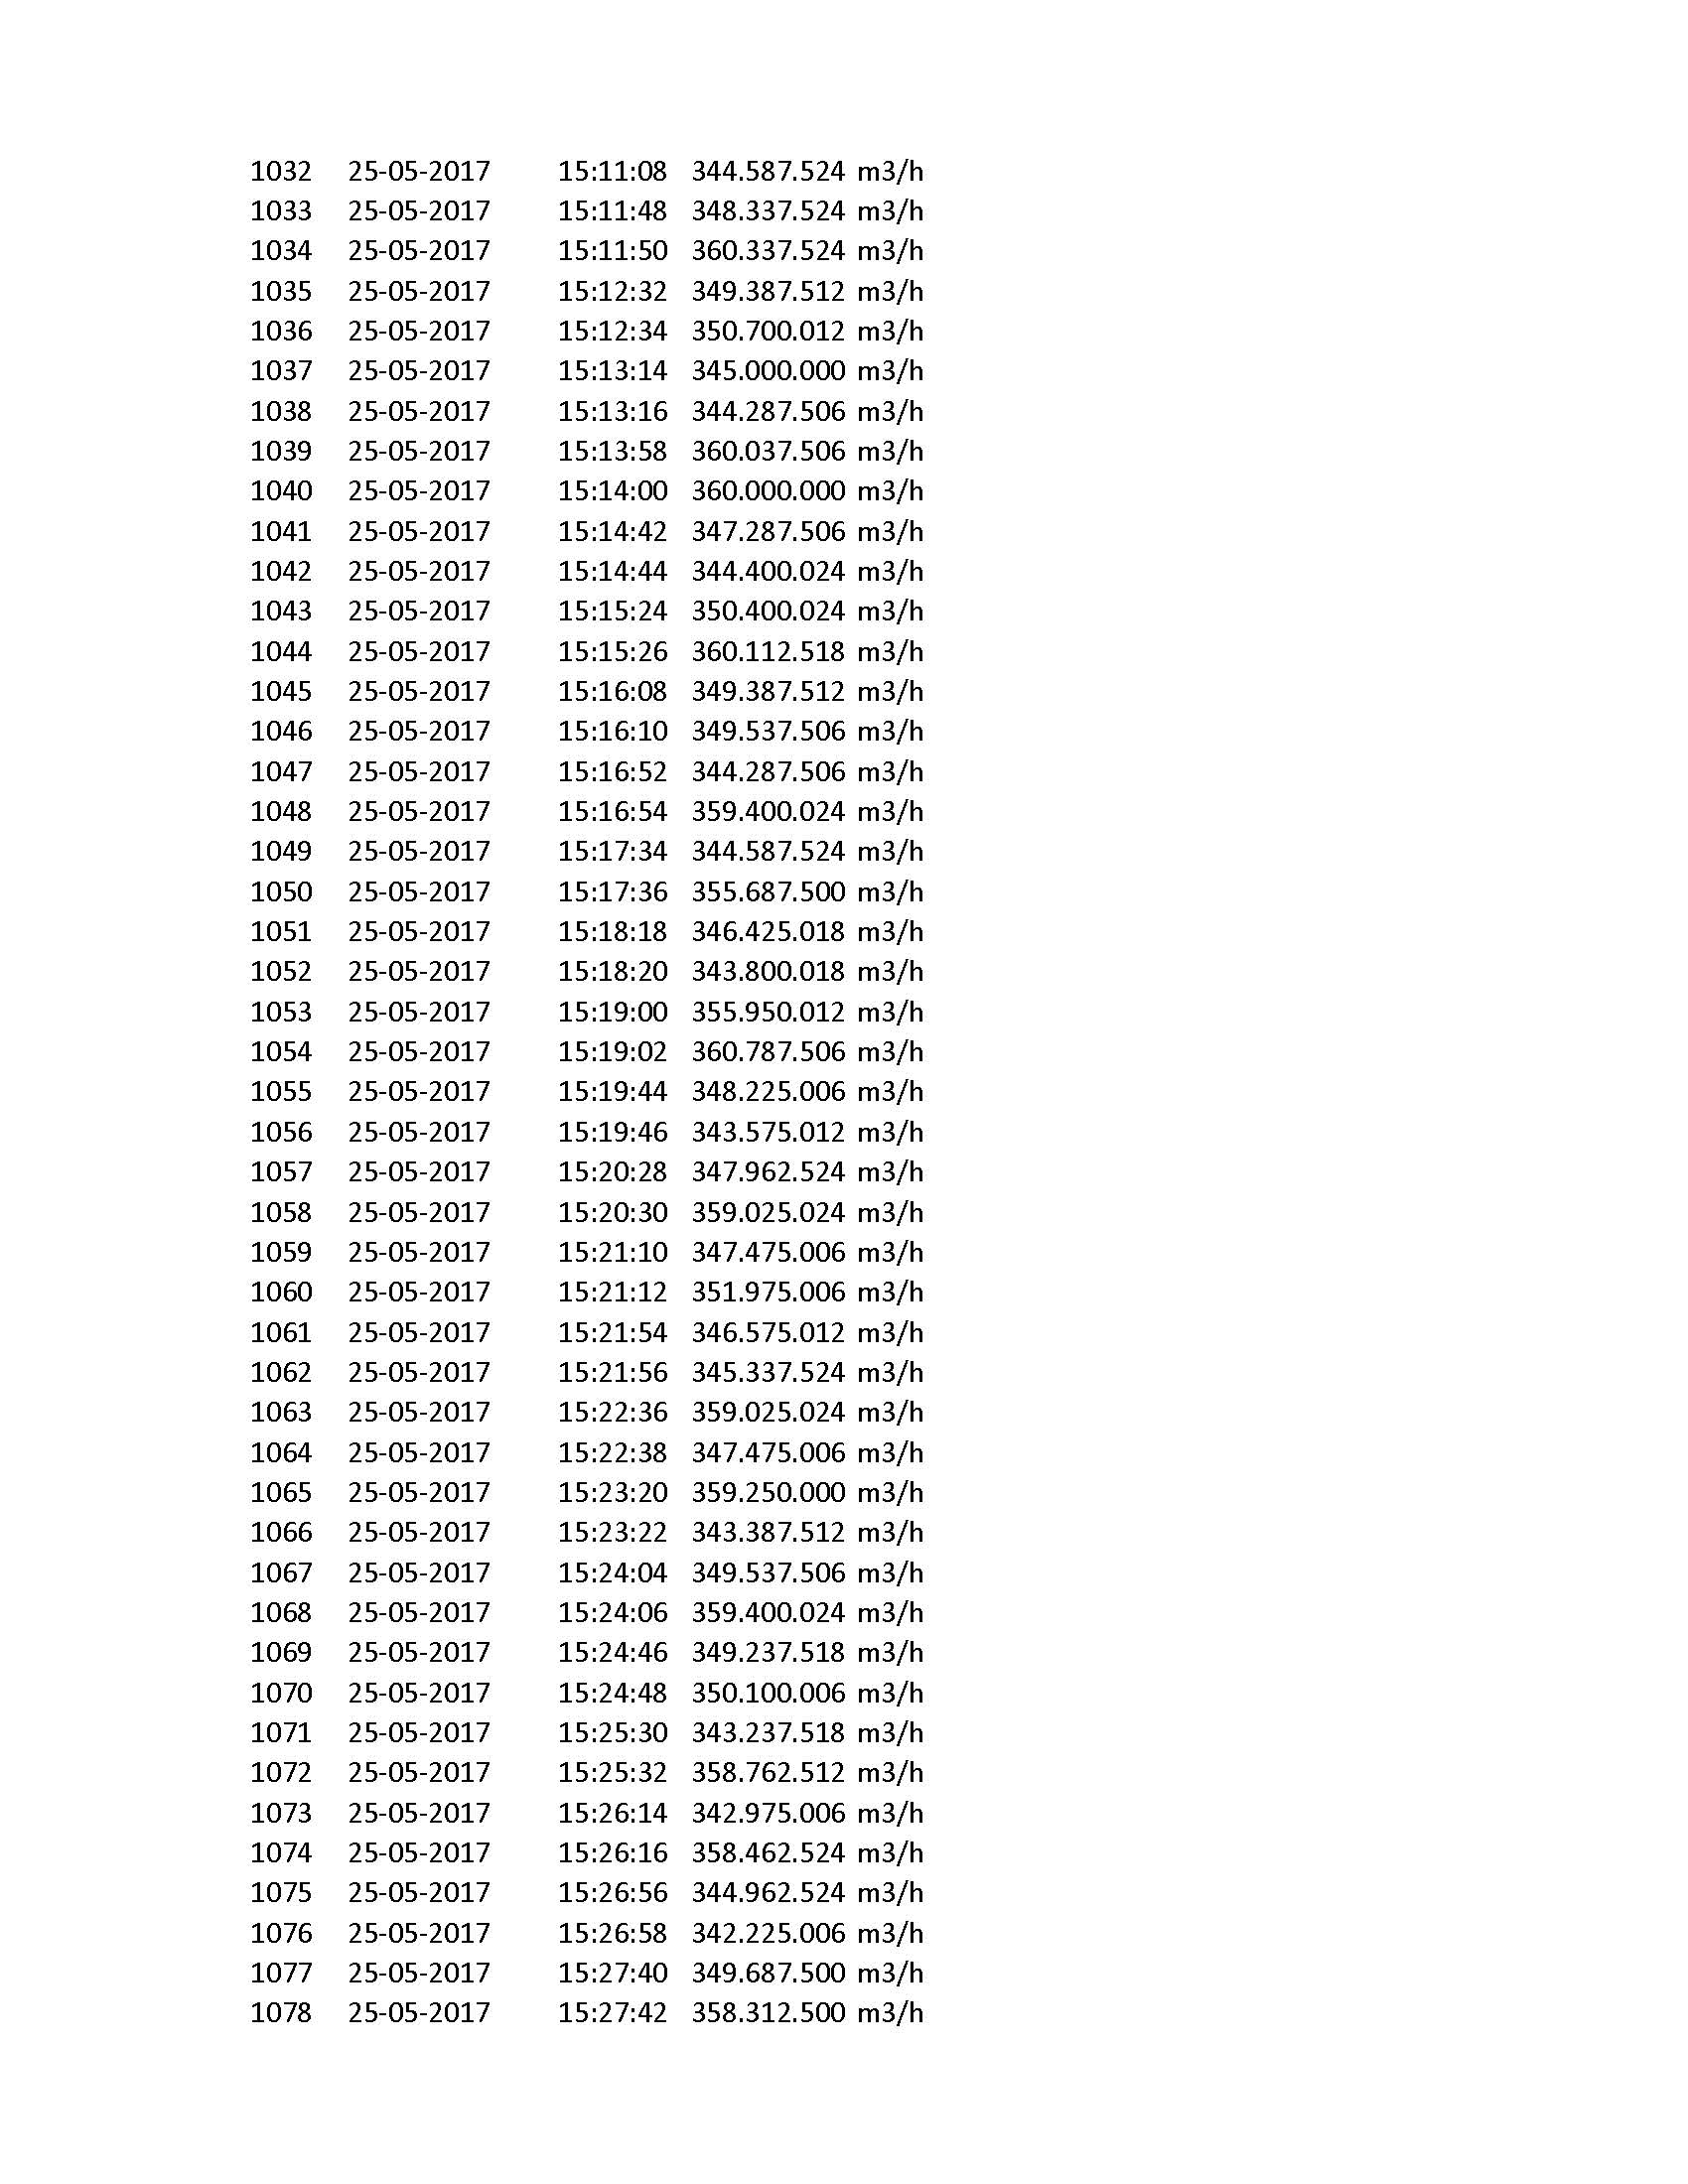 1032 25-05-2017 15:11:08 344.587.524 m3/h
1033 25-05-2017 15:11:48 348.337.524 m3/h
1034 25-05-2017 15:11:50 360.337.524 m3/h
1035 25-05-2017 15:12:32 349.387.512 m3/h
1036 25-05-2017 15:12:34 350.700.012 m3/h
1037 25-05-2017 15:13:14 345.000.000 m3/h
1038 25-05-2017 15:13:16 344.287.506 m3/h
1039 25-05-2017 15:13:58 360.037.506 m3/h
1040 25-05-2017 15:14:00 360.000.000 m3/h
1041 25-05-2017 15:14:42 347.287.506 m3/h
1042 25-05-2017 15:14:44 344.400.024 m3/h
1043 25-05-2017 15:15:24 350.400.024 m3/h
1044 25-05-2017 15:15:26 360.112.518 m3/h
1045 25-05-2017 15:16:08 349.387.512 m3/h
1046 25-05-2017 15:16:10 349.537.506 m3/h
1047 25-05-2017 15:16:52 344.287.506 m3/h
1048 25-05-2017 15:16:54 359.400.024 m3/h
1049 25-05-2017 15:17:34 344.587.524 m3/h
1050 25-05-2017 15:17:36 355.687.500 m3/h
1051 25-05-2017 15:18:18 346.425.018 m3/h
1052 25-05-2017 15:18:20 343.800.018 m3/h
1053 25-05-2017 15:19:00 355.950.012 m3/h
1054 25-05-2017 15:19:02 360.787.506 m3/h
1055 25-05-2017 15:19:44 348.225.006 m3/h
1056 25-05-2017 15:19:46 343.575.012 m3/h
1057 25-05-2017 15:20:28 347.962.524 m3/h
1058 25-05-2017 15:20:30 359.025.024 m3/h
1059 25-05-2017 15:21:10 347.475.006 m3/h
1060 25-05-2017 15:21:12 351.975.006 m3/h
1061 25-05-2017 15:21:54 346.575.012 m3/h
1062 25-05-2017 15:21:56 345.337.524 m3/h
1063 25-05-2017 15:22:36 359.025.024 m3/h
1064 25-05-2017 15:22:38 347.475.006 m3/h
1065 25-05-2017 15:23:20 359.250.000 m3/h
1066 25-05-2017 15:23:22 343.387.512 m3/h
1067 25-05-2017 15:24:04 349.537.506 m3/h
1068 25-05-2017 15:24:06 359.400.024 m3/h
1069 25-05-2017 15:24:46 349.237.518 m3/h
1070 25-05-2017 15:24:48 350.100.006 m3/h
1071 25-05-2017 15:25:30 343.237.518 m3/h
1072 25-05-2017 15:25:32 358.762.512 m3/h
1073 25-05-2017 15:26:14 342.975.006 m3/h
1074 25-05-2017 15:26:16 358.462.524 m3/h
1075 25-05-2017 15:26:56 344.962.524 m3/h
1076 25-05-2017 15:26:58 342.225.006 m3/h
1077 25-05-2017 15:27:40 349.687.500 m3/h
1078 25-05-2017 15:27:42 358.312.500 m3/h